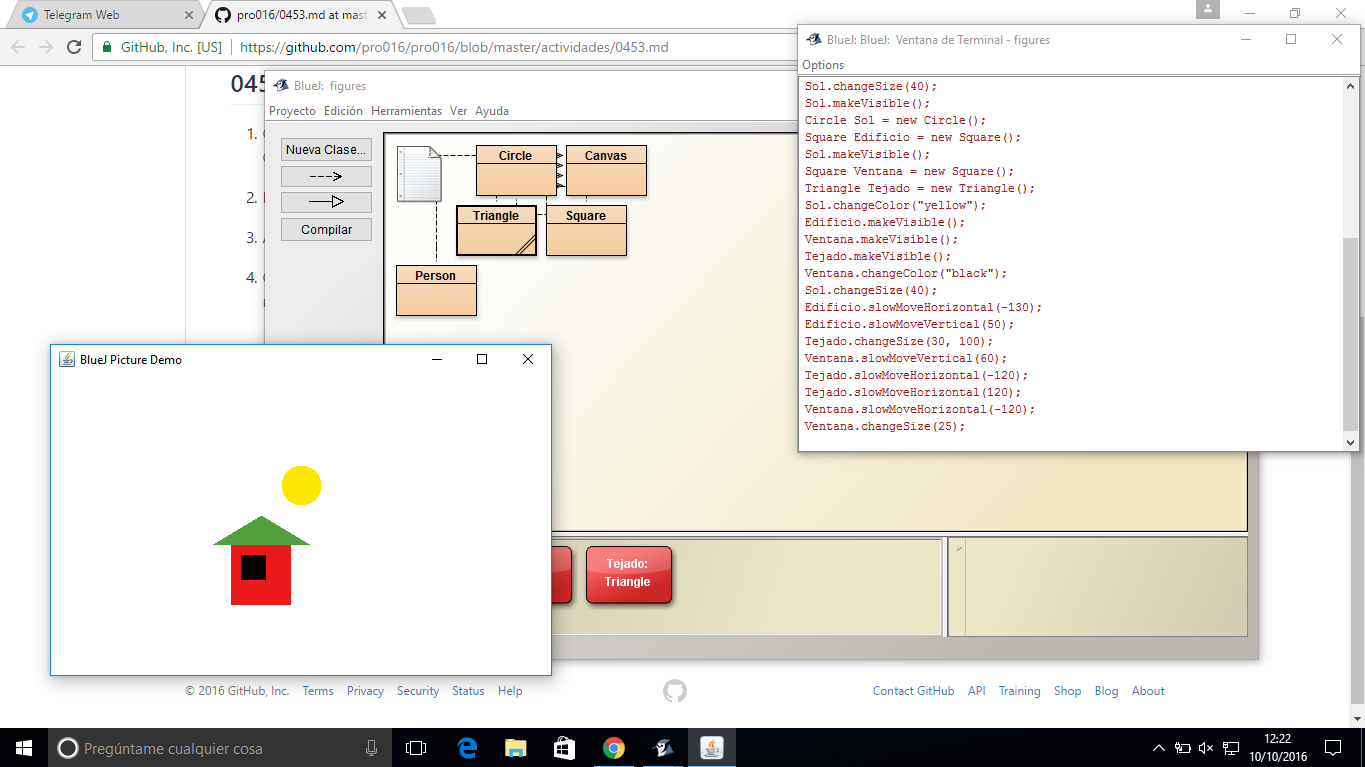 Telegram Web
pro016/0453.md at mast
GitHub, Inc. [US]
https://github.com/pro016/pro016/blob/master/actividades/0453.md
1.
2.
3.
4.
BlueJ: figures
Proyecto Edición Herramientas Ver Ayuda
Nueva Clase...
Compilar
Circle
Canvas
Triangle
Square
Person
BlueJ: BlueJ: Ventana de Terminal - figures
Options
Sol.changeSize(40);
Sol.makeVisible();
Circle Sol = new Circle();
Square Edificio = new Square();
Sol.makeVisible();
Square Ventana = new Square();
Triangle Tejado = new Triangle();
Sol.changeColor("yellow");
Edificio.makeVisible();
Ventana.makeVisible();
Tejado.makeVisible();
Ventana.changeColor("black");
Sol.changeSize(40);
Edificio.slowMoveHorizontal(-130);
Edificio.slowMoveVertical(50);
Tejado.changeSize(30, 100);
Ventana.slowMoveVertical(60);
Tejado.slowMoveHorizontal(-120);
Tejado.slowMoveHorizontal(120);
Ventana.slowMoveHorizontal(-120);
Ventana.changeSize(25);
BlueJ Picture Demo
Tejado:
Triangle
© 2016 GitHub, Inc. Terms Privacy Security Status Help
Contact GitHub API Training Shop Blog About
Pregúntame cualquier cosa
12:22
10/10/2016